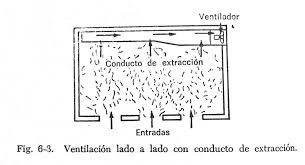 Ventilador
Conducto de extracción
Entradas
Fig. 6-3. Ventilación lado a lado con conducto de extracción.